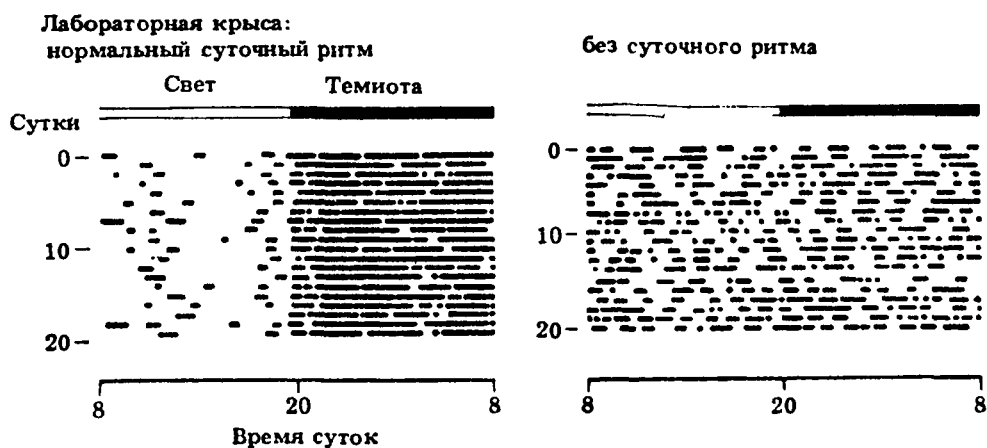 Лабораторная крыса:
нормальный суточный ритм
без суточного ритма
Свет Темнота
Сутки
0
10
20
0
10
20
8 20 8
8 20 8
Время суток